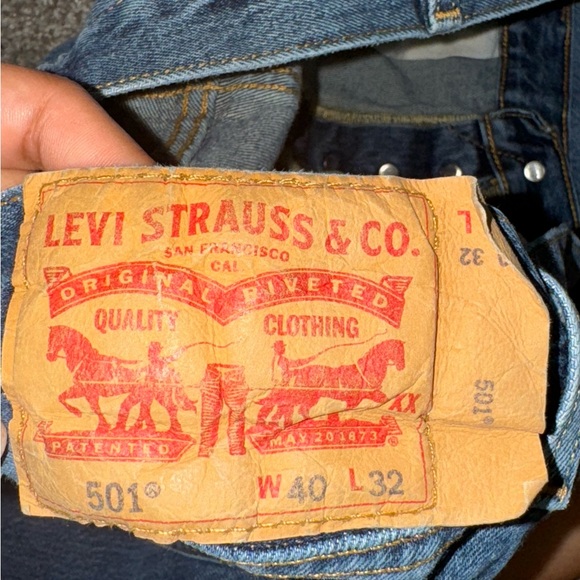 LEVI STRAUSS & CO.
SAN FRANCISCO
CAL
ORIGINAL RIVETED
QUALITY CLOTHING
XX
PATENTED MAY 20 1873 ®
501® W 40 L 32
L
32
501®